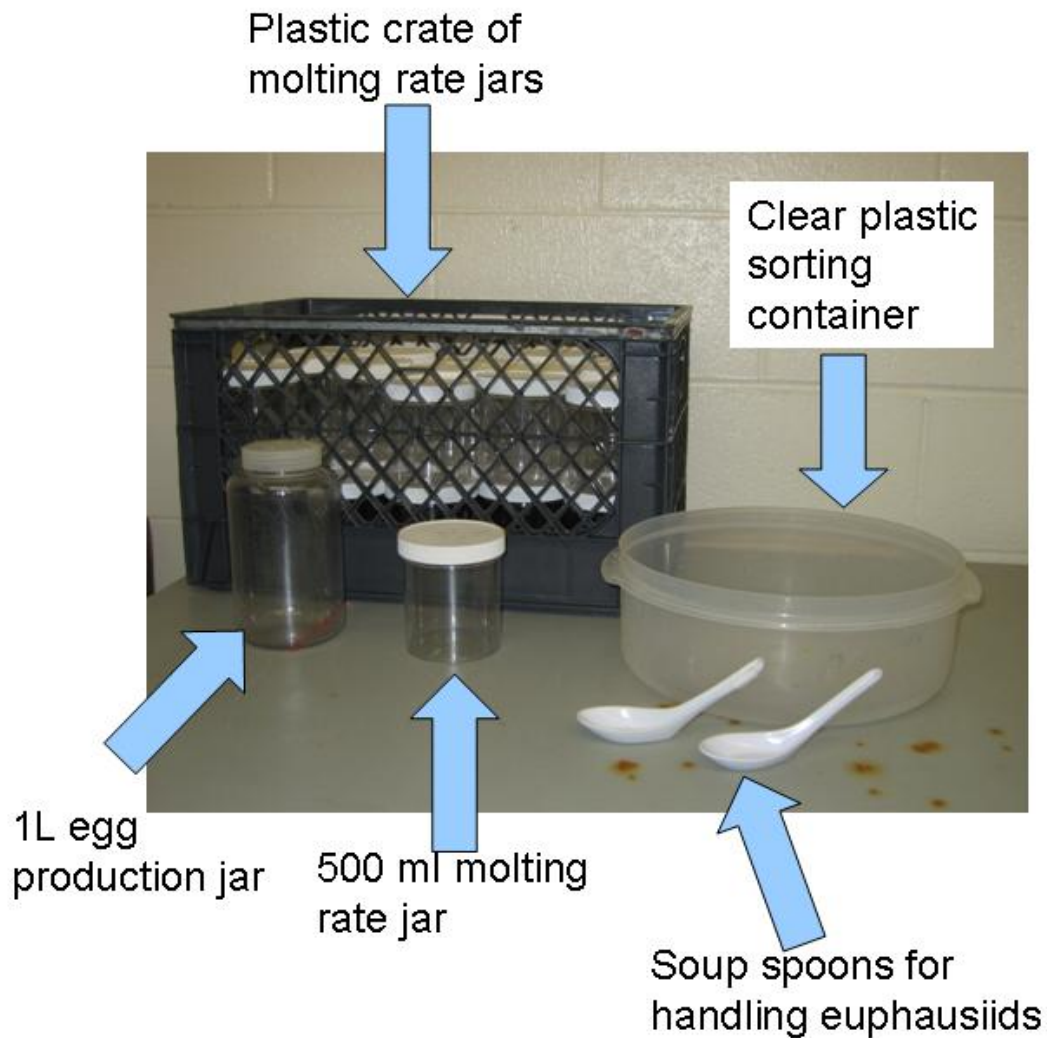 Plastic crate of
molting rate jars
Clear plastic
sorting
container
1L egg
production jar
500 ml molting
rate jar
Soup spoons for
handling euphausiids